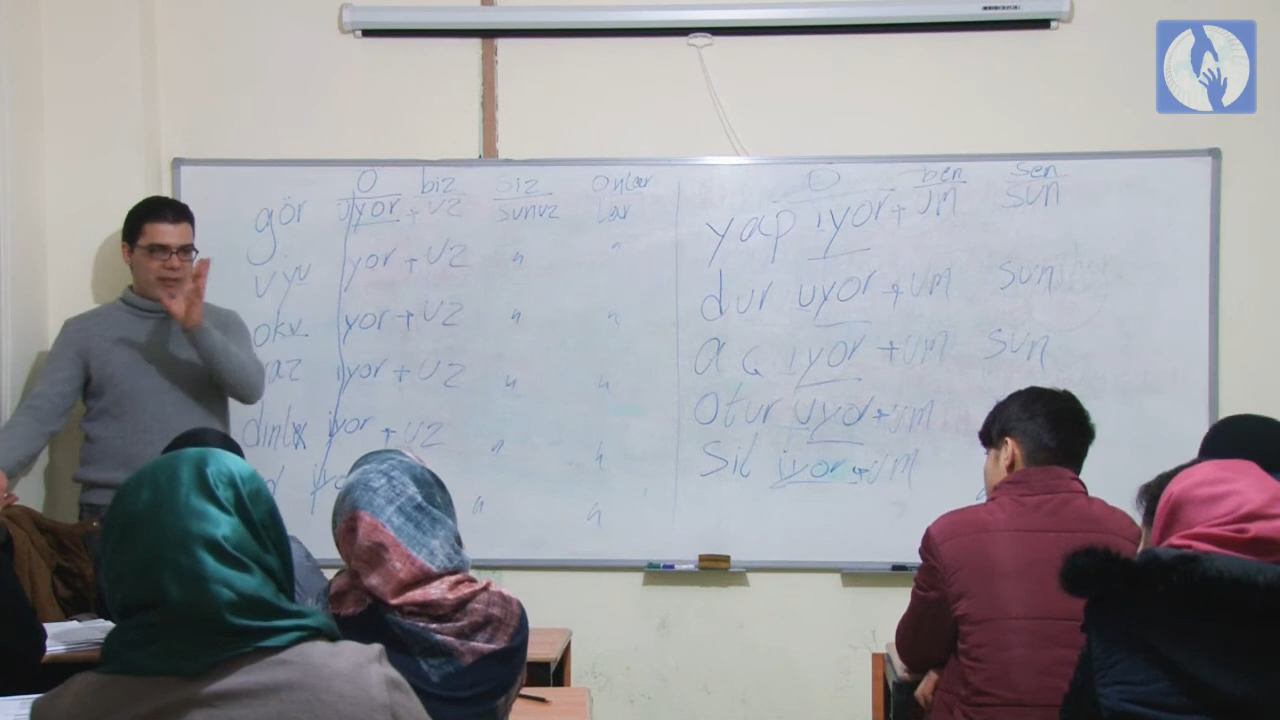 O biz siz onlar
gör üyor + uz sunuz lar
uyu yor + uz " "
oku yor + uz " "
yaz ıyor + uz " "
dinle iyor + uz " "
" "
O ben sen
yap ıyor + um sun
dur uyor + um sun
aç ıyor + um sun
otur uyor + um
sil iyor + um